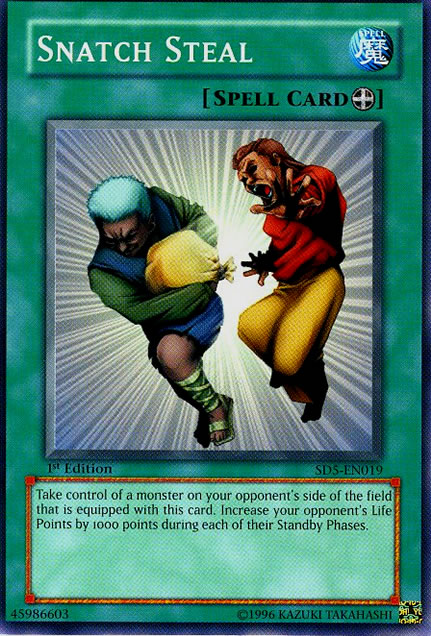 SNATCH STEAL
SPELL
魔
[SPELL CARD]
1st Edition
SD5-EN019
Take control of a monster on your opponent's side of the field
that is equipped with this card. Increase your opponent's Life
Points by 1000 points during each of their Standby Phases.
45986603
©1996 KAZUKI TAKAHASHI